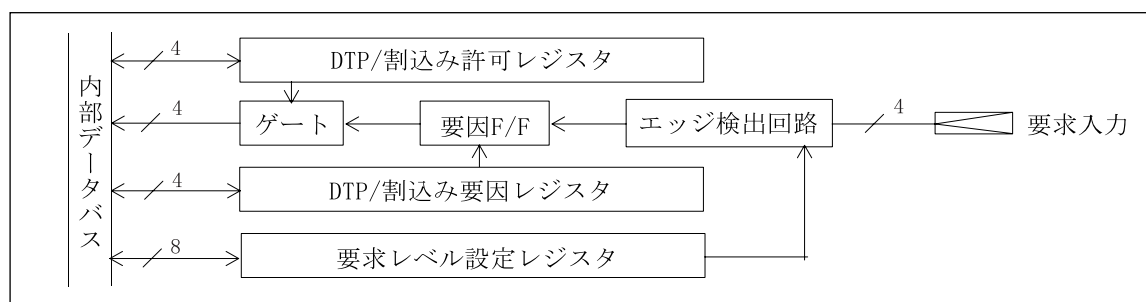 内部データバス
4
DTP/割込み許可レジスタ
4
ゲート
要因F/F
エッジ検出回路
4
要求入力
4
DTP/割込み要因レジスタ
8
要求レベル設定レジスタ